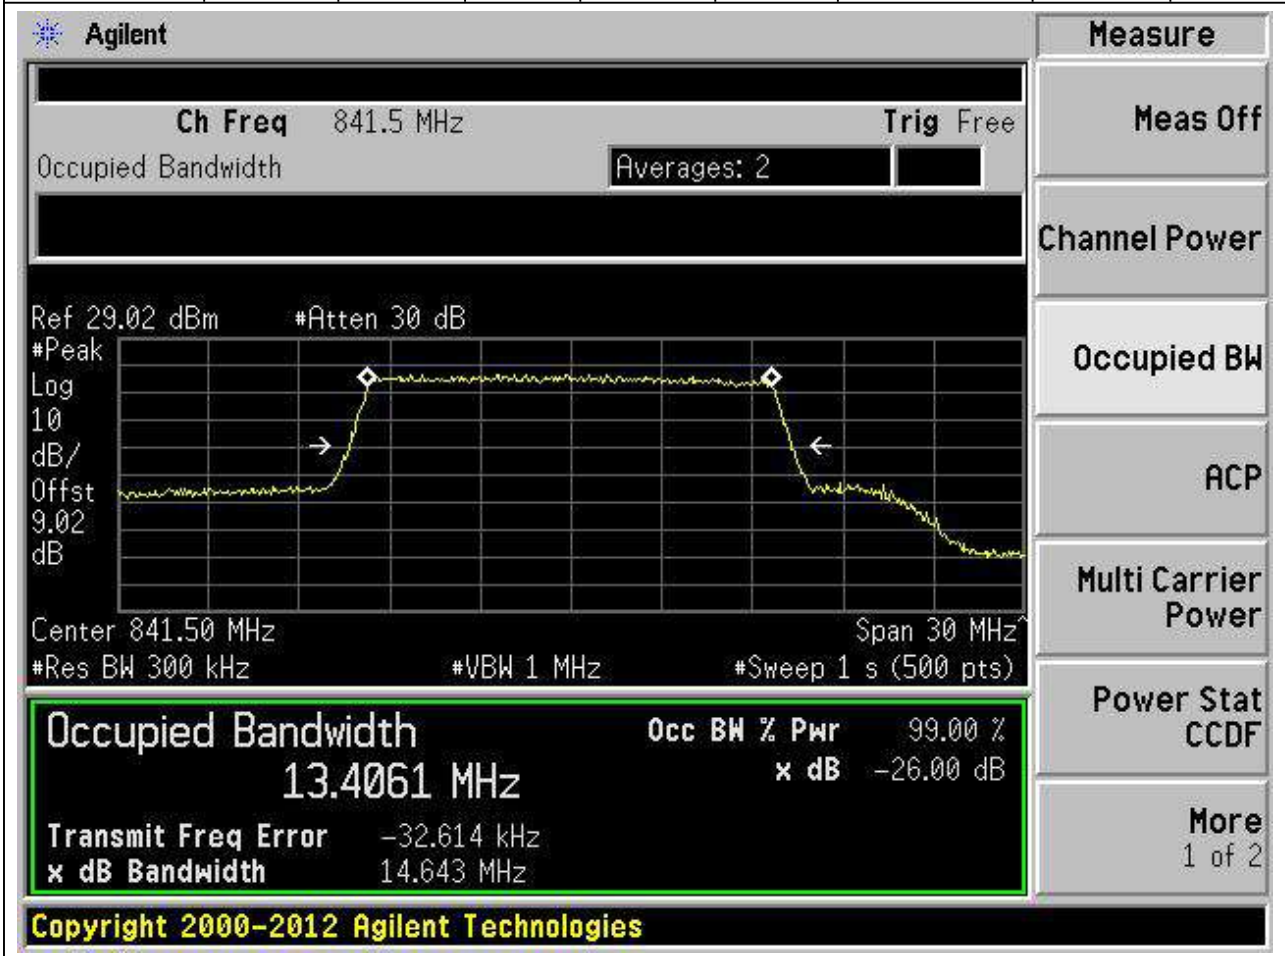 Agilent
Measure
Ch Freq 841.5 MHz Trig Free
Occupied Bandwidth Averages: 2
Meas Off
Channel Power
Occupied BW
ACP
Multi Carrier
Power
Power Stat
CCDF
More
1 of 2
Ref 29.02 dBm #Atten 30 dB
#Peak
Log
10
dB/
Offst
9.02
dB
Center 841.50 MHz Span 30 MHz^
#Res BW 300 kHz #VBW 1 MHz #Sweep 1 s (500 pts)
Occupied Bandwidth Occ BW % Pwr 99.00 %
13.4061 MHz x dB -26.00 dB
Transmit Freq Error -32.614 kHz
x dB Bandwidth 14.643 MHz
Copyright 2000-2012 Agilent Technologies